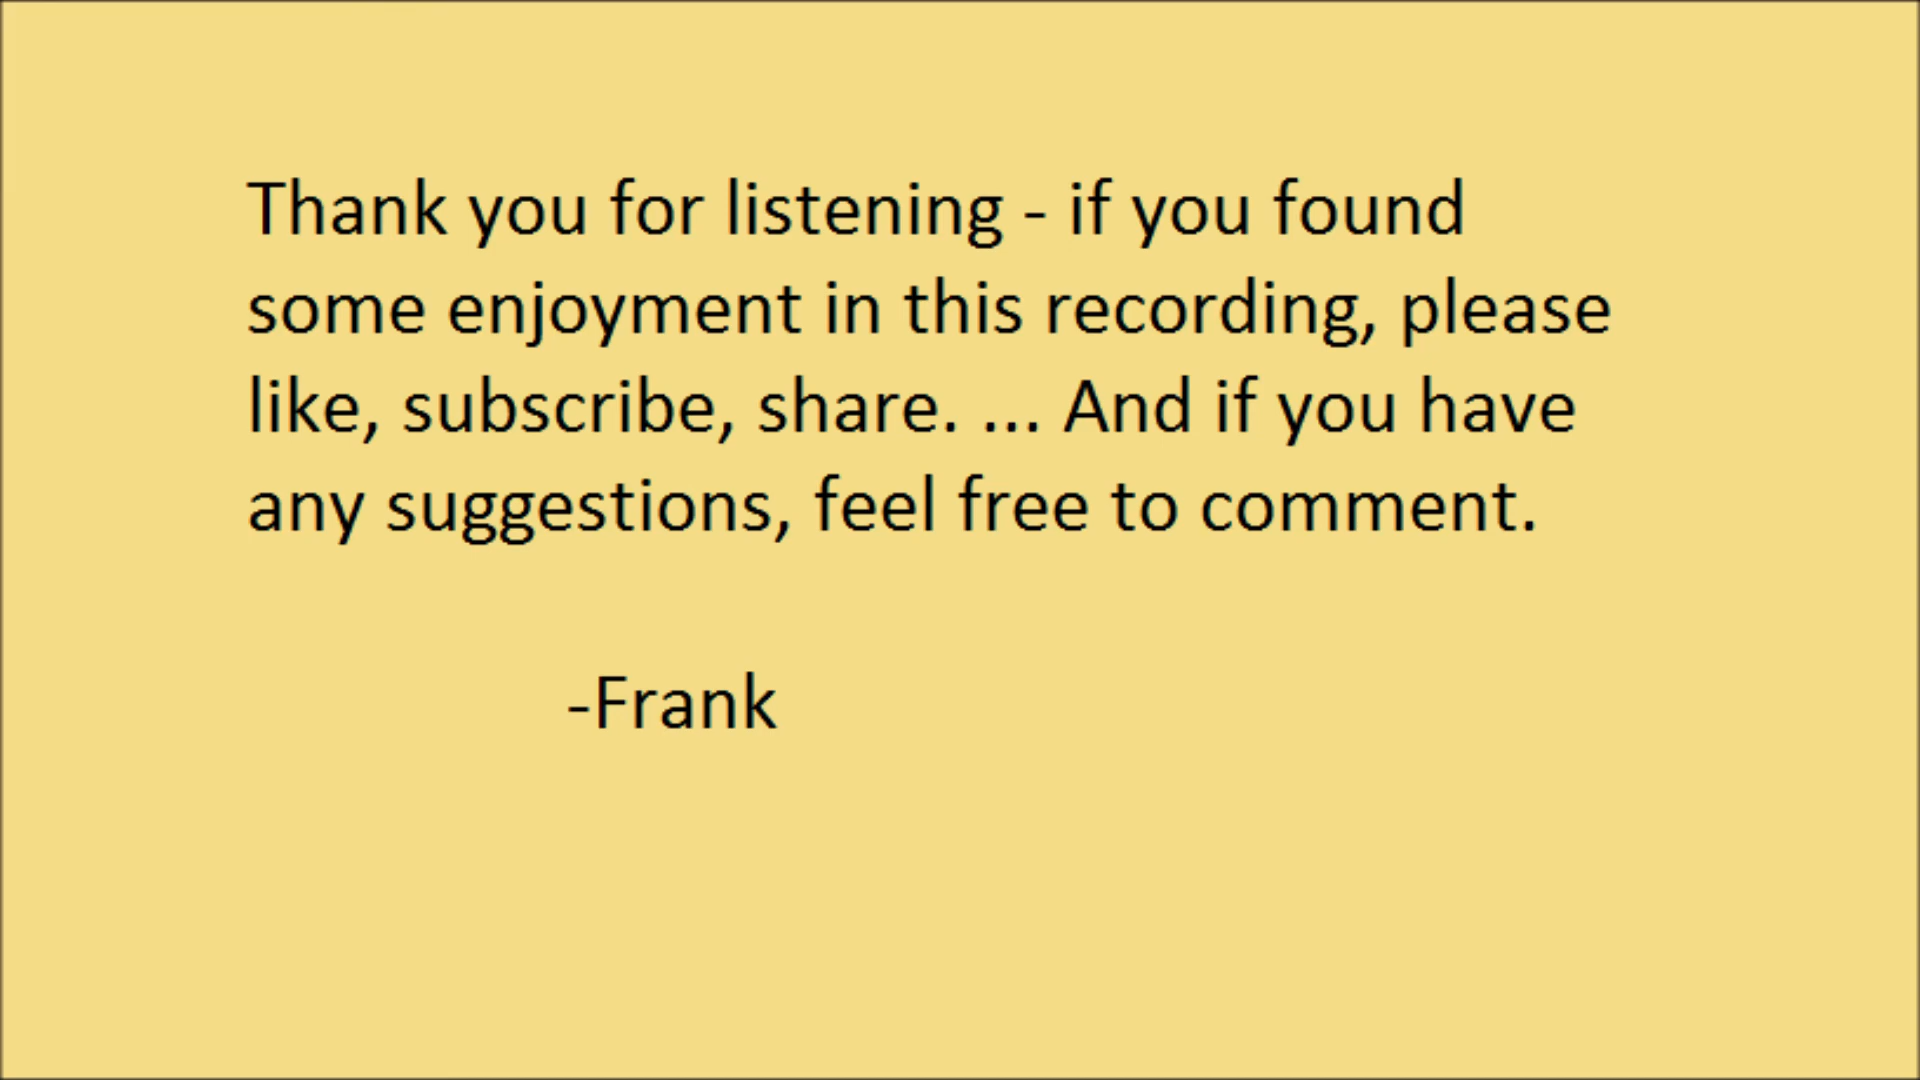 Thank you for listening - if you found
some enjoyment in this recording, please
like, subscribe, share. ... And if you have
any suggestions, feel free to comment.
-Frank